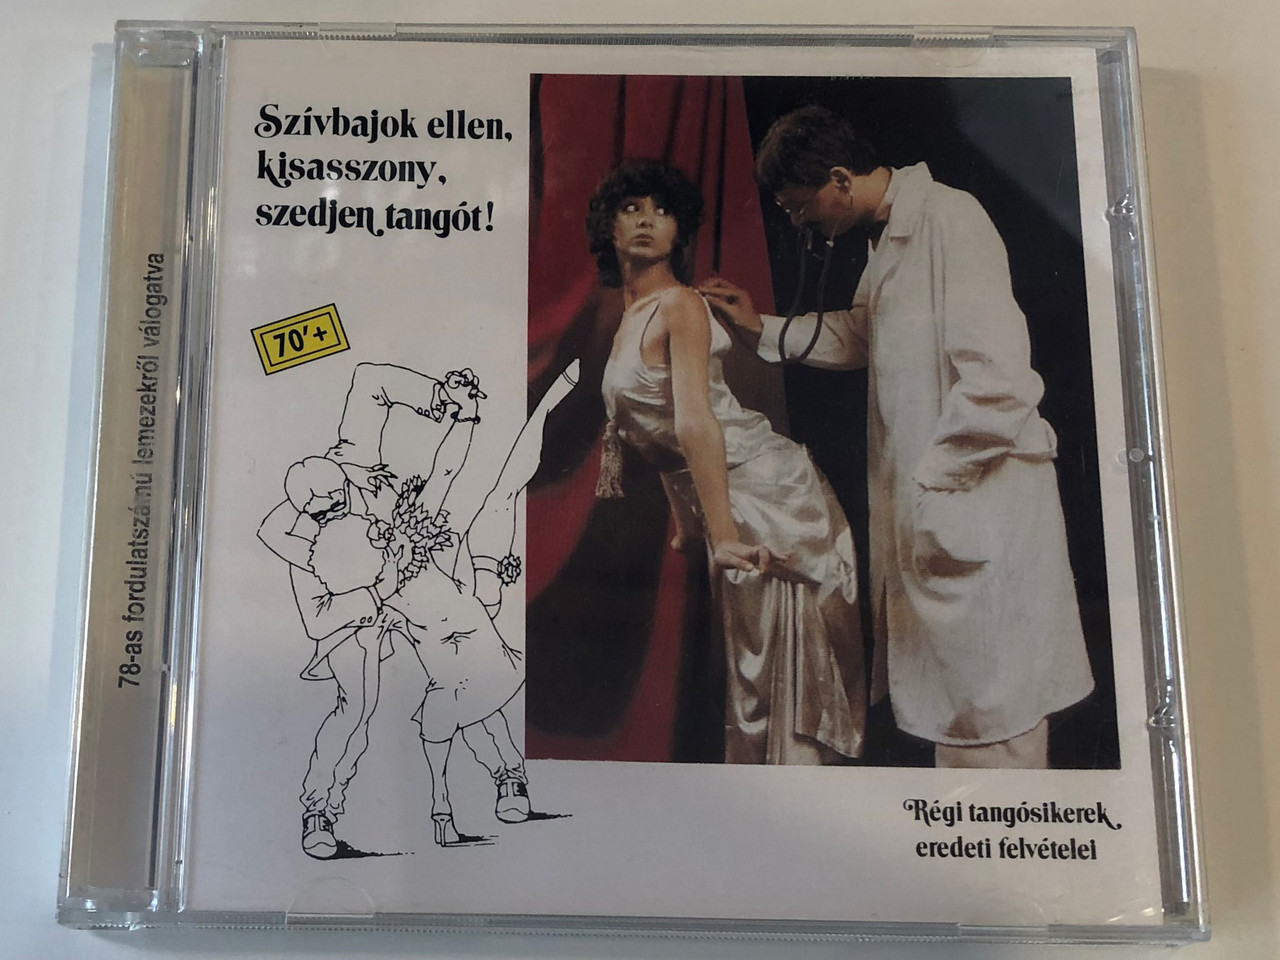 Szívbajok ellen,
kisasszony,
szedjen tangót!
70'+
78-as fordulatszámú lemezekről válogatva
Régi tangósikerek
eredeti felvételei